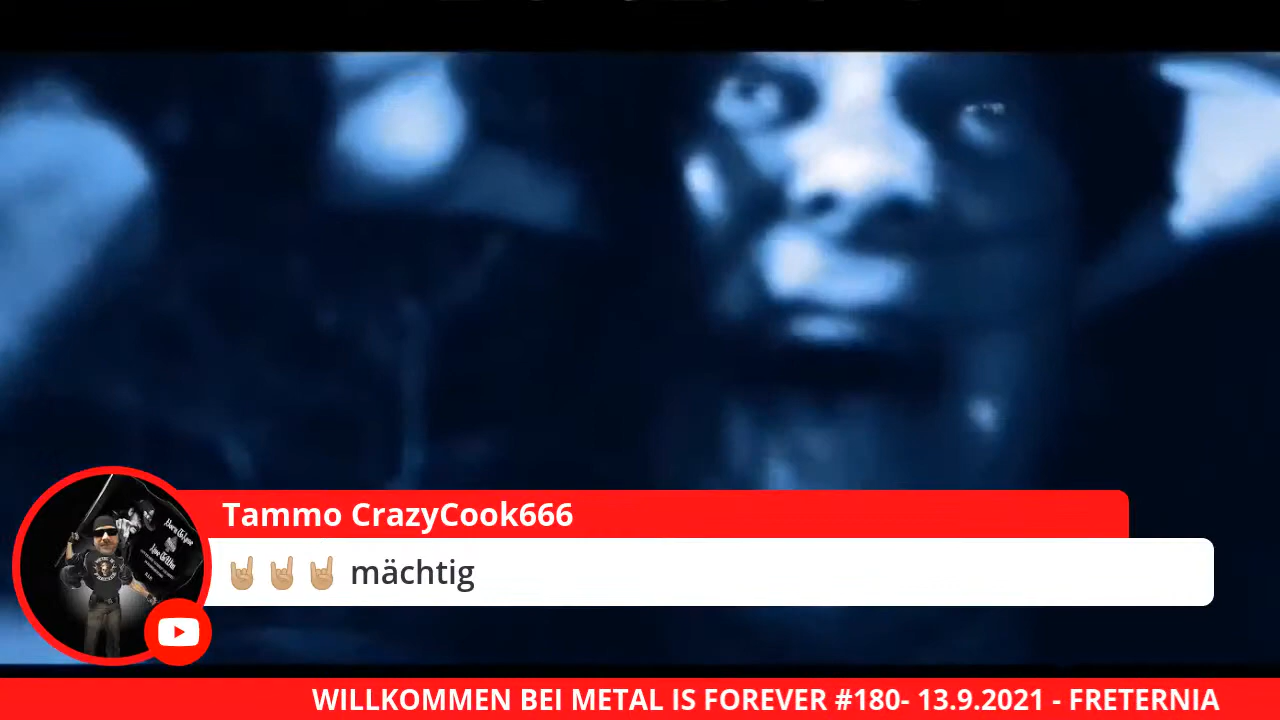 Tammo CrazyCook666
🤘🏼 🤘🏼 🤘🏼 mächtig
WILLKOMMEN BEI METAL IS FOREVER #180- 13.9.2021 - FRETERNIA